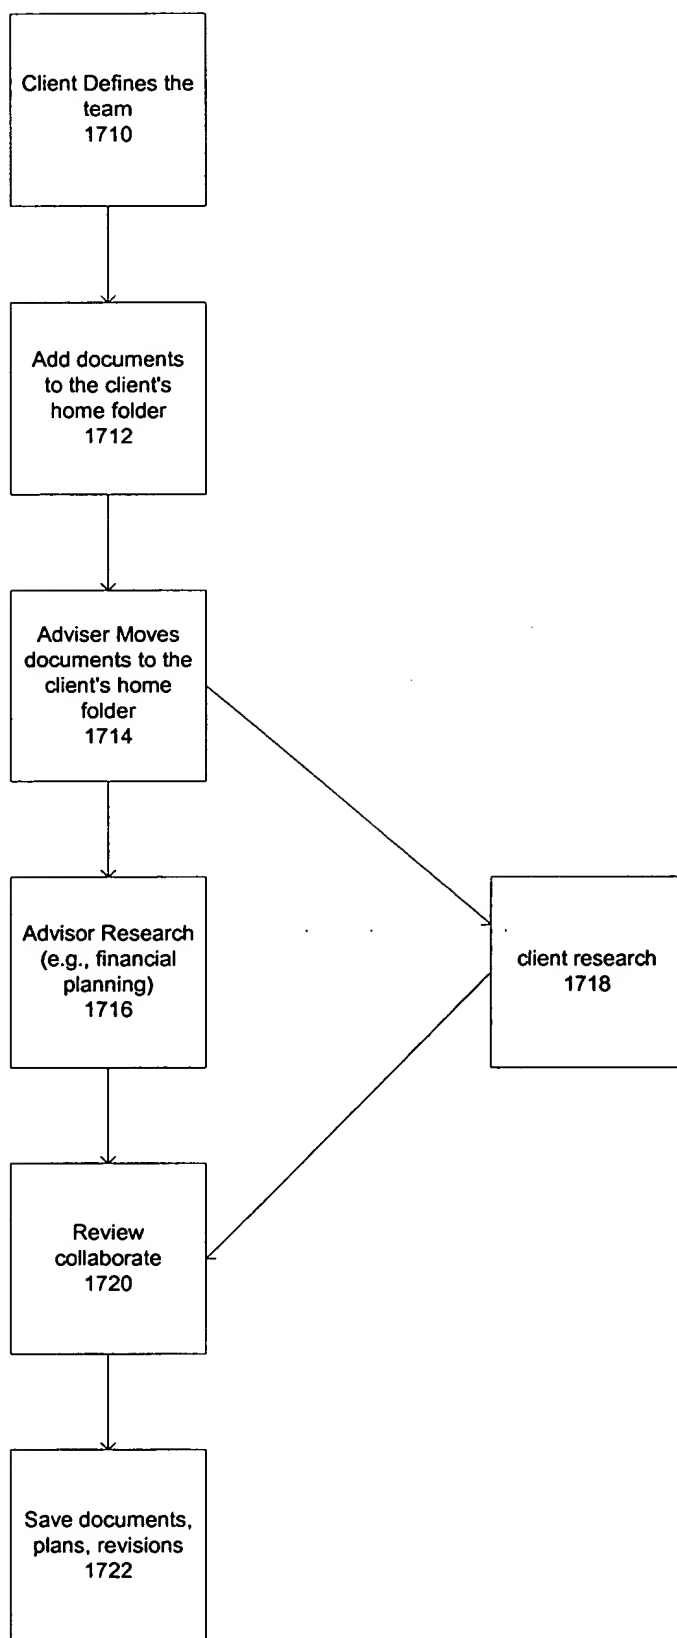 Client Defines the
team
1710
Add documents
to the client's
home folder
1712
Adviser Moves
documents to the
client's home
folder
1714
Advisor Research
(e.g., financial
planning)
1716
client research
1718
Review
collaborate
1720
Save documents,
plans, revisions
1722